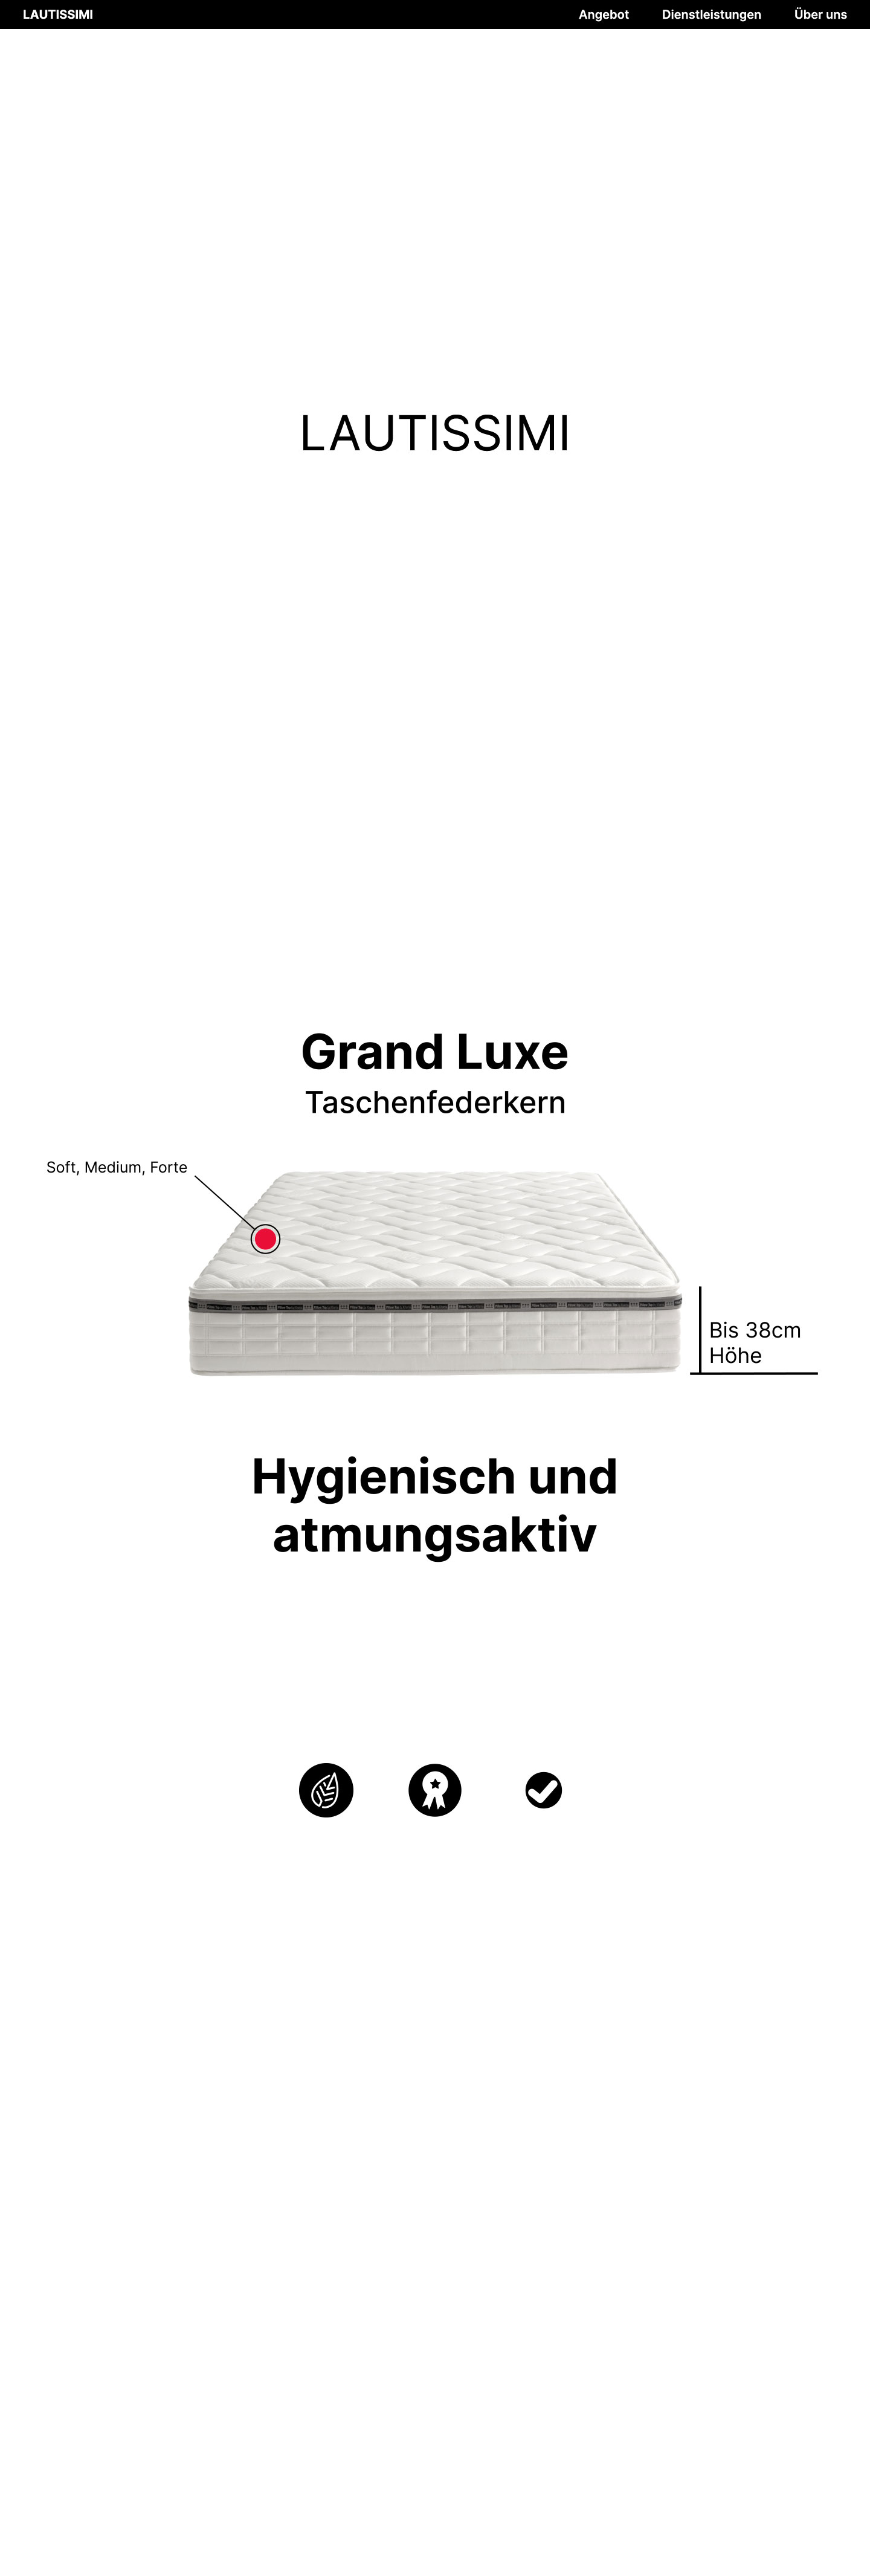 LAUTISSIMI
Angebot Dienstleistungen Über uns
LAUTISSIMI
Grand Luxe
Taschenfederkern
Soft, Medium, Forte
Bis 38cm
Höhe
Hygienisch und
atmungsaktiv